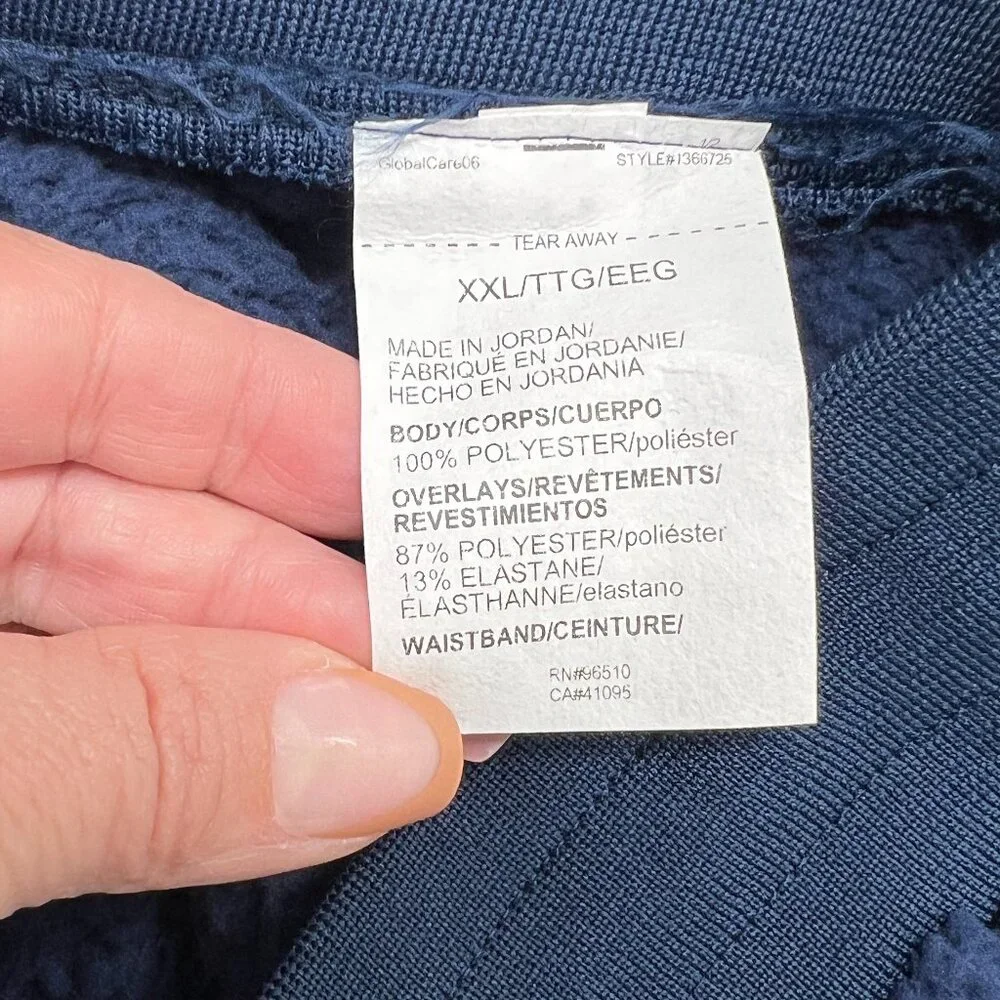 GlobalCare06
STYLE#1366725
TEAR AWAY
XXL/TTG/EEG
MADE IN JORDAN/
FABRIQUÉ EN JORDANIE/
HECHO EN JORDANIA
BODY/CORPS/CUERPO
100% POLYESTER/poliéster
OVERLAYS/REVÊTEMENTS/
REVESTIMIENTOS
87% POLYESTER/poliéster
13% ELASTANE/
ÉLASTHANNE/elastano
WAISTBAND/CEINTURE/
RN#96510
CA#41095